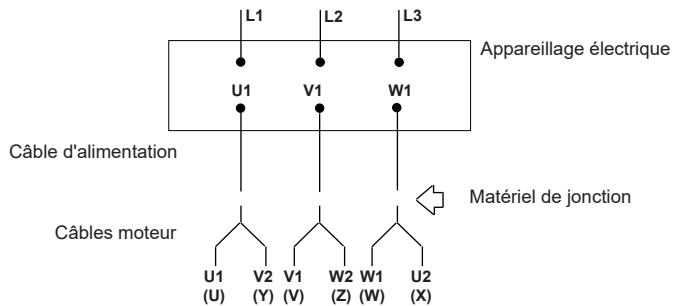 L1 L2 L3
Appareillage électrique
U1 V1 W1
Câble d'alimentation
Matériel de jonction
Câbles moteur
U1 V2 V1 W2 W1 U2
(U) (Y) (V) (Z) (W) (X)